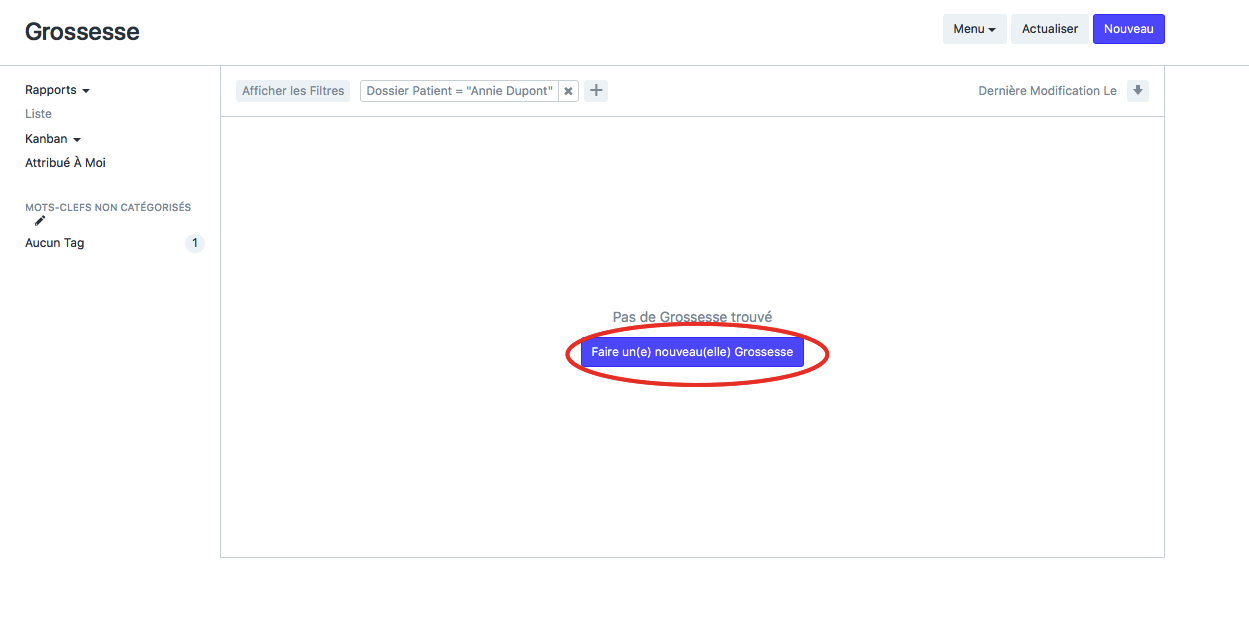 Grossesse
Menu
Actualiser
Nouveau
Rapports
Liste
Kanban
Attribué À Moi
MOTS-CLEFS NON CATÉGORISÉS
Aucun Tag
1
Afficher les Filtres
Dossier Patient = "Annie Dupont"
Dernière Modification Le
Pas de Grossesse trouvé
Faire un(e) nouveau(elle) Grossesse